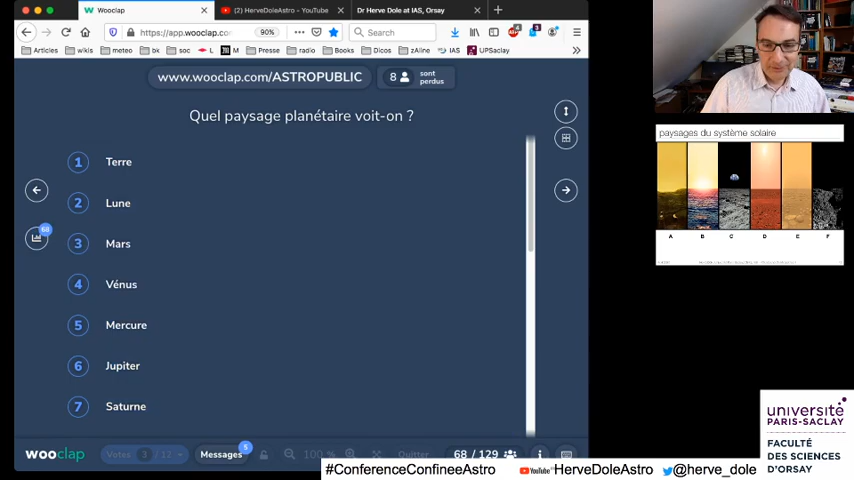 Wooclap
(2) HerveDoleAstro - YouTube
Dr Herve Dole at IAS, Orsay
https://app.wooclap.com/
90%
Search
Articles
wikis
meteo
bk
soc
L
M
Presse
radio
Books
Dicos
zAline
IAS
UPSaclay
www.wooclap.com/ASTROPUBLIC
8
sont
perdus
Quel paysage planétaire voit-on ?
1 Terre
2 Lune
3 Mars
4 Vénus
5 Mercure
6 Jupiter
7 Saturne
68
wooclap
Votes 3 / 12
Messages 5
100 %
Quitter
68 / 129
paysages du système solaire
A B C D E F
université
PARIS-SACLAY
FACULTÉ
DES SCIENCES
D'ORSAY
#ConferenceConfineeAstro
YouTube HerveDoleAstro
@herve_dole